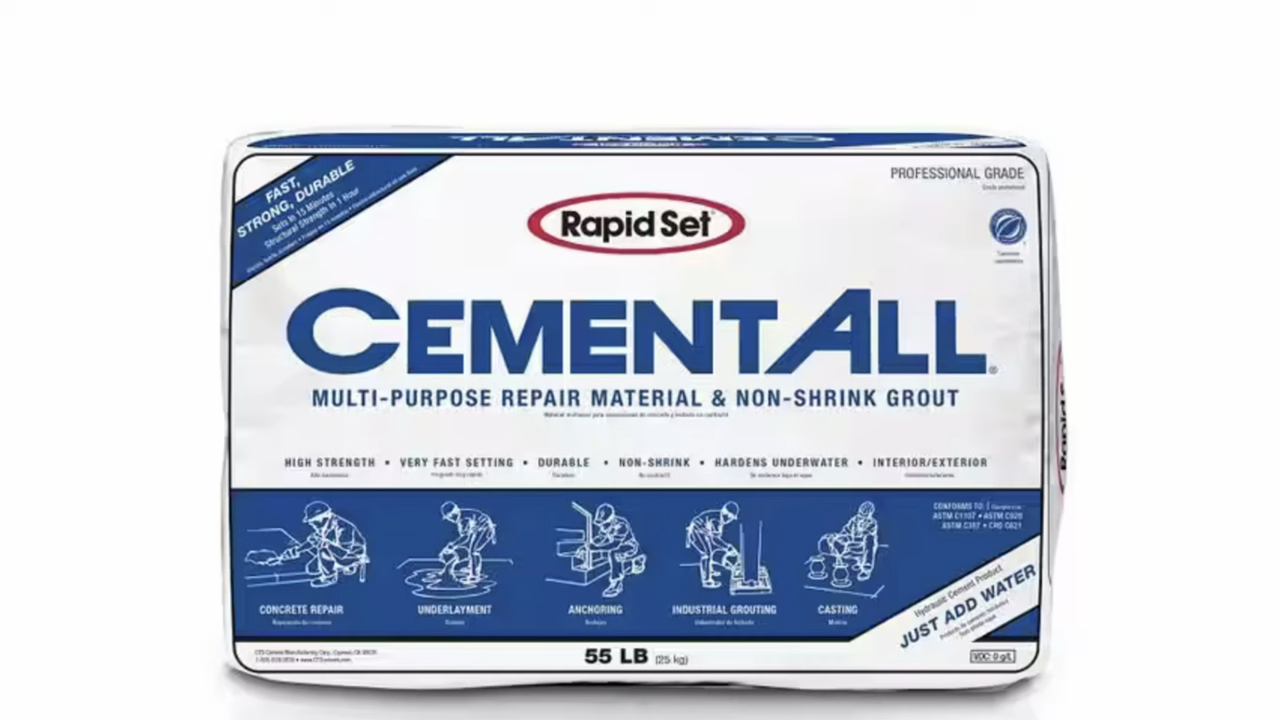 CEMENTALL
FAST,
STRONG, DURABLE
Sets In 15 Minutes
Structural Strength In 1 Hour
PROFESSIONAL GRADE
Rapid Set
CEMENTALL®
MULTI-PURPOSE REPAIR MATERIAL & NON-SHRINK GROUT
HIGH STRENGTH • VERY FAST SETTING • DURABLE • NON-SHRINK • HARDENS UNDERWATER • INTERIOR/EXTERIOR
CONFORMS TO:
ASTM C1107 • ASTM C928
ASTM C387 • CRD C621
CONCRETE REPAIR UNDERLAYMENT ANCHORING INDUSTRIAL GROUTING CASTING
Hydraulic Cement Product
JUST ADD WATER
55 LB (25 kg)
VOC: 0 g/L
Rapid Set